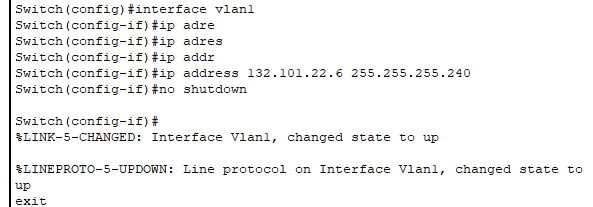 Switch(config)#interface vlan1
Switch(config-if)#ip adre
Switch(config-if)#ip adres
Switch(config-if)#ip addr
Switch(config-if)#ip address 132.101.22.6 255.255.255.240
Switch(config-if)#no shutdown
Switch(config-if)#
%LINK-5-CHANGED: Interface Vlan1, changed state to up
%LINEPROTO-5-UPDOWN: Line protocol on Interface Vlan1, changed state to
up
exit